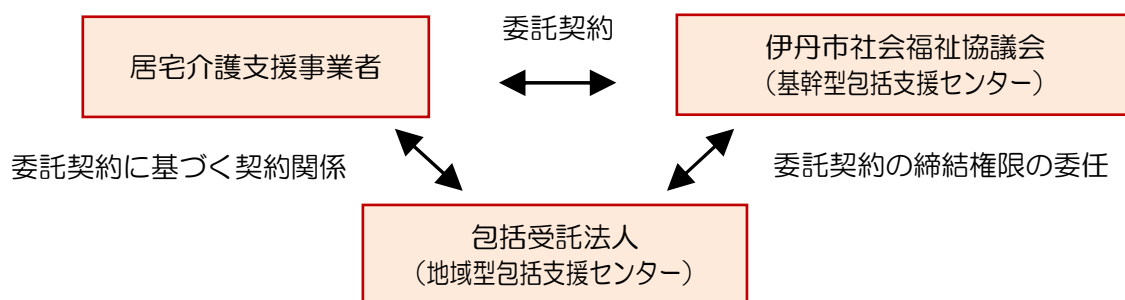 委託契約
居宅介護支援事業者
伊丹市社会福祉協議会
（基幹型包括支援センター）
委託契約に基づく契約関係
委託契約の締結権限の委任
包括受託法人
（地域型包括支援センター）